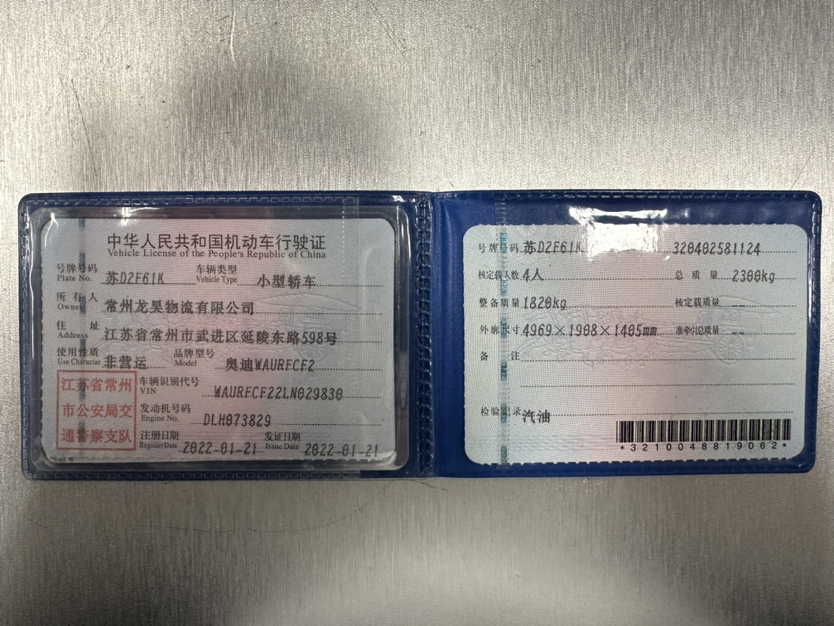 中华人民共和国机动车行驶证
Vehicle License of the People's Republic of China
号牌号码 苏D2F61K 车辆类型 小型轿车
Plate No. Vehicle Type
所有人 常州龙昊物流有限公司
Owner
住址 江苏省常州市武进区延陵东路598号
Address
使用性质 非营运 品牌型号 奥迪WAURFCF2
Use Character Model
江苏省常州
市公安局交
通警察支队
车辆识别代号 WAURFCF22LN029830
VIN
发动机号码 DLH073829
Engine No.
注册日期 2022-01-21 发证日期 2022-01-21
Register Date Issue Date
号牌号码 苏D2F61K 320402581124
核定载人数 4人 总质量 2300kg
整备质量 1820kg 核定载质量 --
外廓尺寸 4969×1908×1405mm 准牵引总质量 --
备注
检验记录 汽油
*3210048819062*